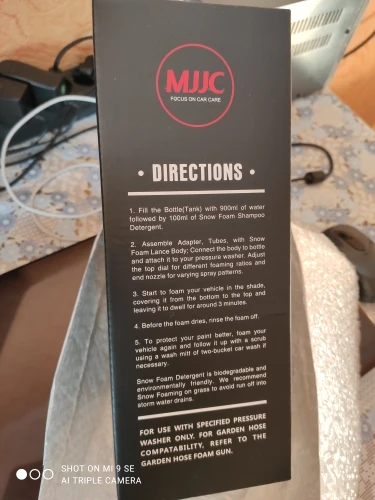 MJJC
FOCUS ON CAR CARE
· DIRECTIONS ·
1. Fill the Bottle(Tank) with 900ml of water
followed by 100ml of Snow Foam Shampoo
Detergent.
2. Assemble Adapter, Tubes, with Snow
Foam Lance Body; Connect the body to bottle
and attach it to your pressure washer. Adjust
the top dial for different foaming ratios and
end nozzle for varying spray patterns.
3. Start to foam your vehicle in the shade,
covering it from the bottom to the top and
leaving it to dwell for around 3 minutes.
4. Before the foam dries, rinse the foam off.
5. To protect your paint better, foam your
vehicle again and follow it up with a scrub
using a wash mitt of two-bucket car wash if
necessary.
Snow Foam Detergent is biodegradable and
environmentally friendly. We recommend
Snow Foaming on grass to avoid run off into
storm water drains.
FOR USE WITH SPECIFIED PRESSURE
WASHER ONLY. FOR GARDEN HOSE
COMPATABILITY, REFER TO THE
GARDEN HOSE FOAM GUN.
SHOT ON MI 9 SE
AI TRIPLE CAMERA